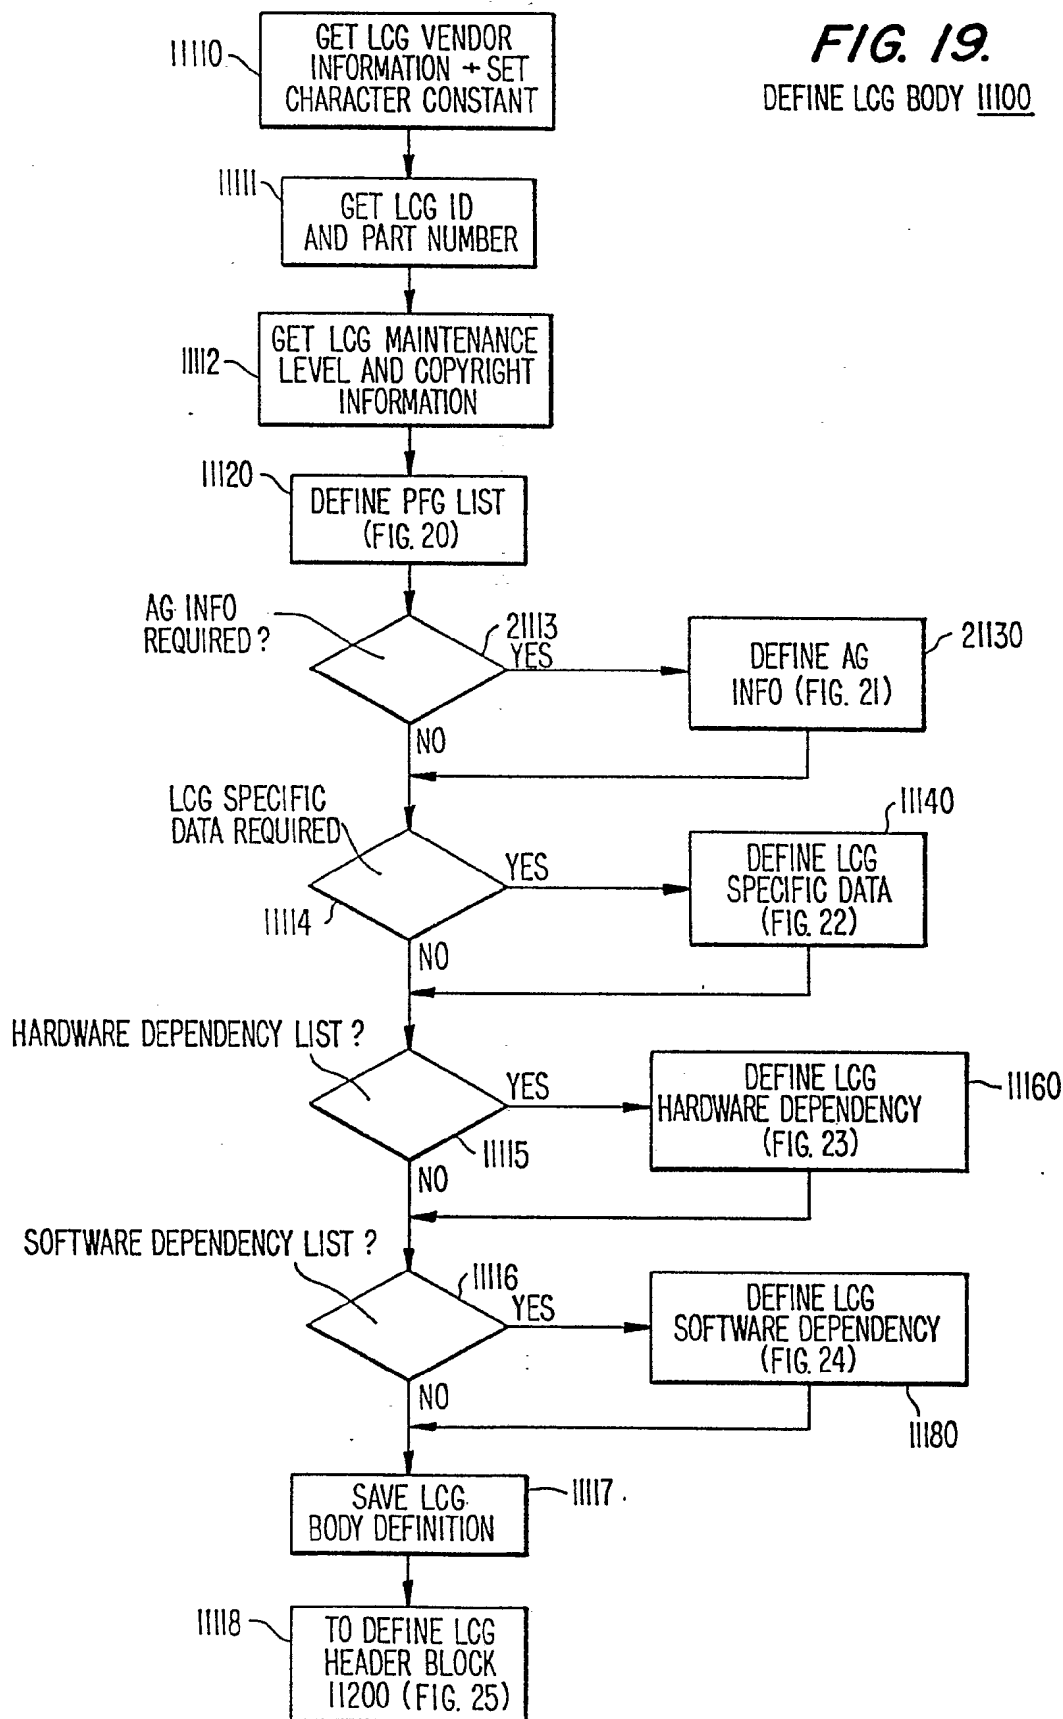 FIG. 19.
DEFINE LCG BODY 11100
11110
GET LCG VENDOR
INFORMATION + SET
CHARACTER CONSTANT
11111
GET LCG ID
AND PART NUMBER
11112
GET LCG MAINTENANCE
LEVEL AND COPYRIGHT
INFORMATION
11120
DEFINE PFG LIST
(FIG. 20)
AG INFO
REQUIRED ?
21113
YES
NO
DEFINE AG
INFO (FIG. 21)
21130
LCG SPECIFIC
DATA REQUIRED
11114
YES
NO
11140
DEFINE LCG
SPECIFIC DATA
(FIG. 22)
HARDWARE DEPENDENCY LIST ?
YES
11115
NO
DEFINE LCG
HARDWARE DEPENDENCY
(FIG. 23)
11160
SOFTWARE DEPENDENCY LIST ?
11116
YES
NO
DEFINE LCG
SOFTWARE DEPENDENCY
(FIG. 24)
11180
SAVE LCG
BODY DEFINITION
11117
11118
TO DEFINE LCG
HEADER BLOCK
11200 (FIG. 25)